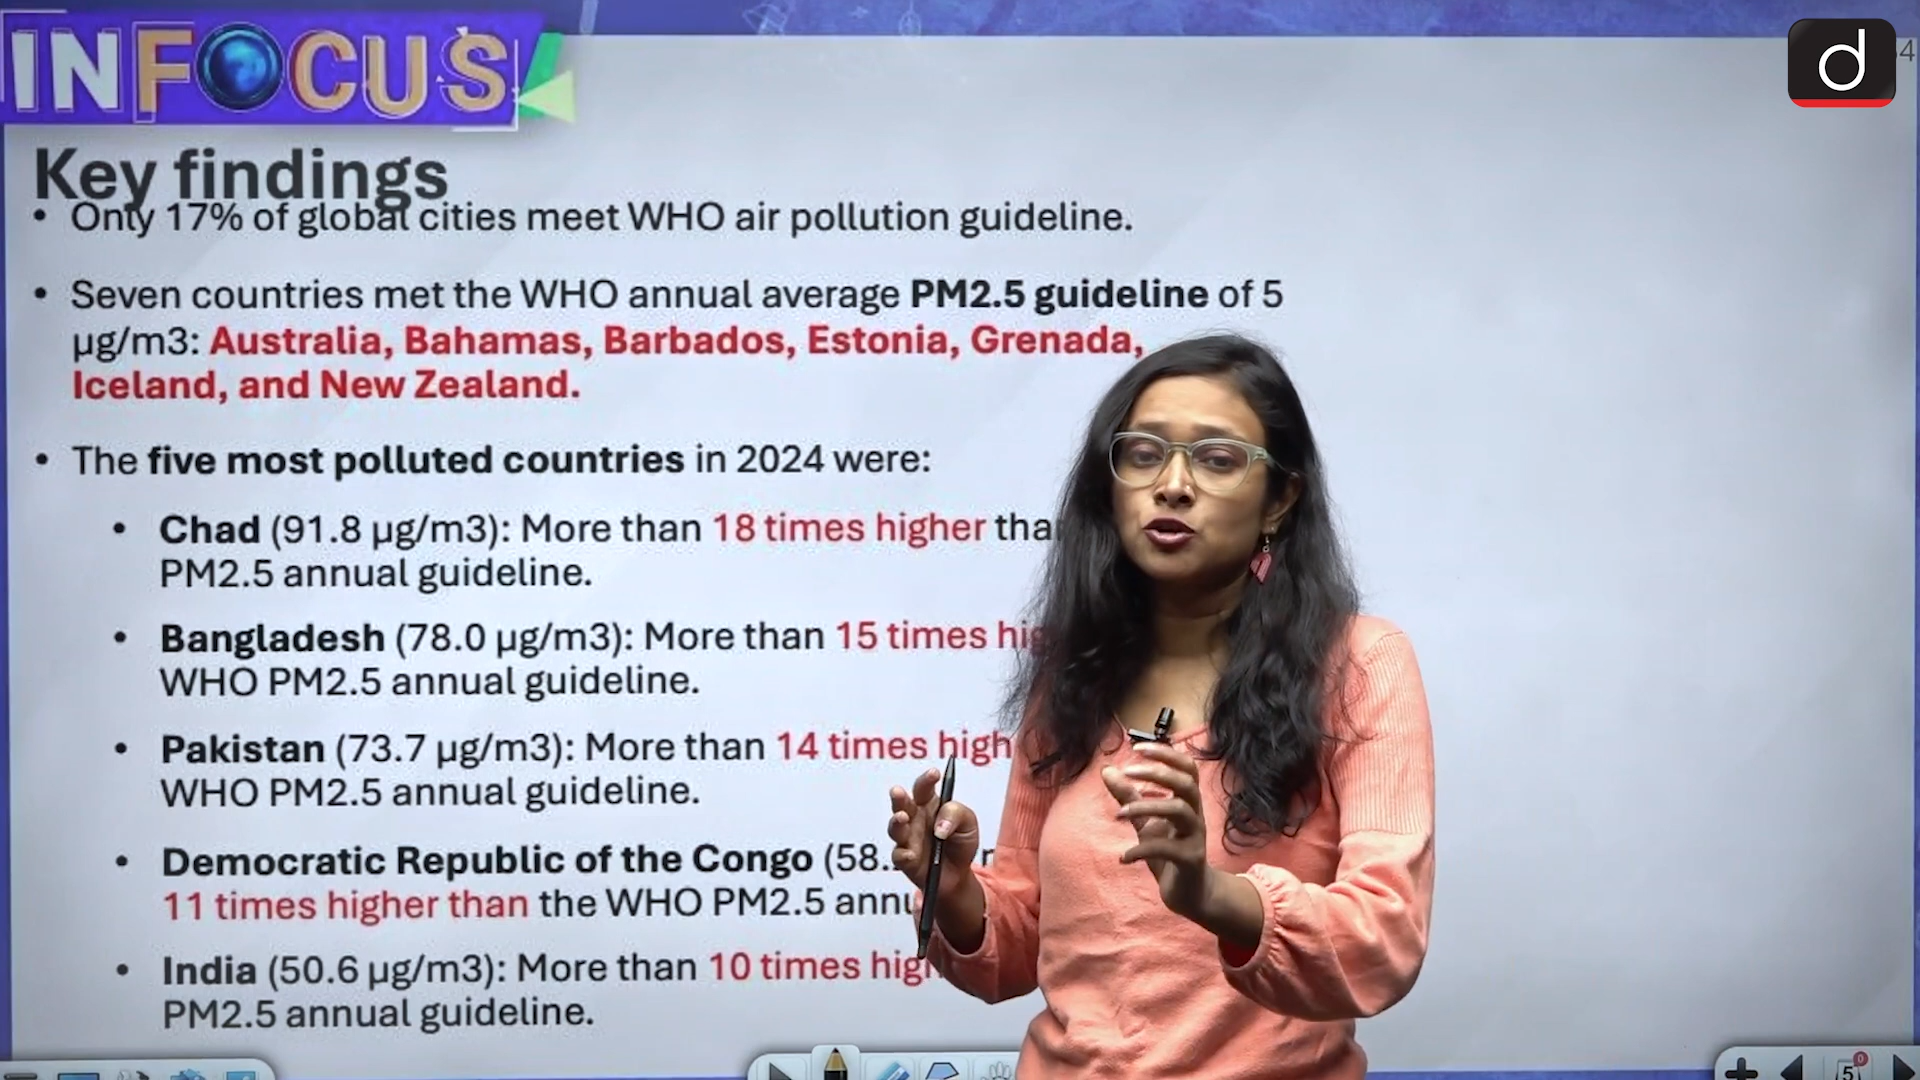 INFOCUS
d
4
Key findings
• Only 17% of global cities meet WHO air pollution guideline.
• Seven countries met the WHO annual average PM2.5 guideline of 5
µg/m3: Australia, Bahamas, Barbados, Estonia, Grenada,
Iceland, and New Zealand.
• The five most polluted countries in 2024 were:
• Chad (91.8 µg/m3): More than 18 times higher
PM2.5 annual guideline.
• Bangladesh (78.0 µg/m3): More than 15 times
WHO PM2.5 annual guideline.
• Pakistan (73.7 µg/m3): More than 14 times high
WHO PM2.5 annual guideline.
• Democratic Republic of the Congo (58.
11 times higher than the WHO PM2.5
• India (50.6 µg/m3): More than 10 times
PM2.5 annual guideline.
5
0